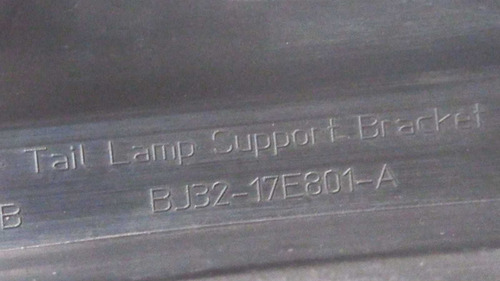 Tail Lamp Support Bracket
B BJ32-17E801-A